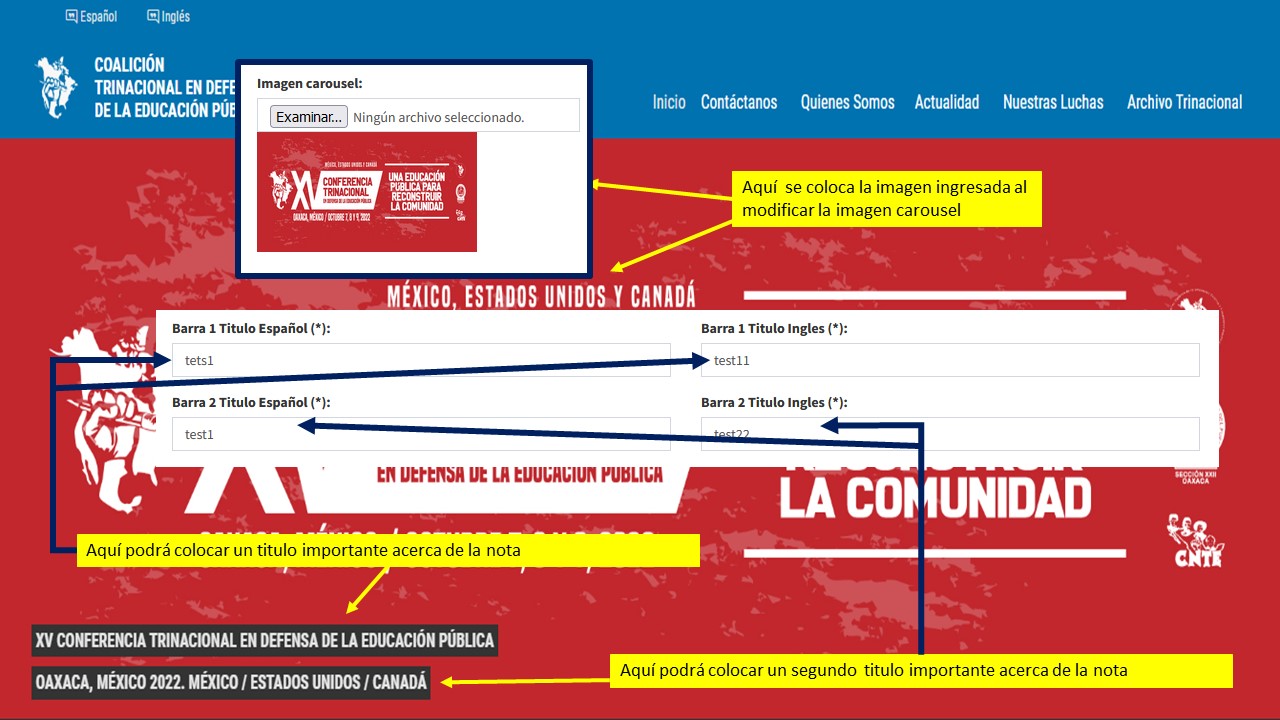 Español Inglés
COALICIÓN
TRINACIONAL EN DEFE
DE LA EDUCACIÓN PÚB
Inicio Contáctanos Quienes Somos Actualidad Nuestras Luchas Archivo Trinacional
Imagen carousel:
Examinar... Ningún archivo seleccionado.
MÉXICO, ESTADOS UNIDOS Y CANADÁ
XV CONFERENCIA
TRINACIONAL
EN DEFENSA DE LA EDUCACIÓN PÚBLICA
OAXACA, MÉXICO / OCTUBRE 7, 8 Y 9, 2022
UNA EDUCACIÓN
PÚBLICA PARA
RECONSTRUIR
LA COMUNIDAD
Aquí se coloca la imagen ingresada al
modificar la imagen carousel
MÉXICO, ESTADOS UNIDOS Y CANADÁ
Barra 1 Titulo Español (*): Barra 1 Titulo Ingles (*):
tets1 test11
Barra 2 Titulo Español (*): Barra 2 Titulo Ingles (*):
test1 test22
EN DEFENSA DE LA EDUCACIÓN PÚBLICA
RECONSTRUIR
LA COMUNIDAD
SECCIÓN XXII
OAXACA
CNTE
Aquí podrá colocar un titulo importante acerca de la nota
XV CONFERENCIA TRINACIONAL EN DEFENSA DE LA EDUCACIÓN PÚBLICA
OAXACA, MÉXICO 2022. MÉXICO / ESTADOS UNIDOS / CANADÁ
Aquí podrá colocar un segundo titulo importante acerca de la nota